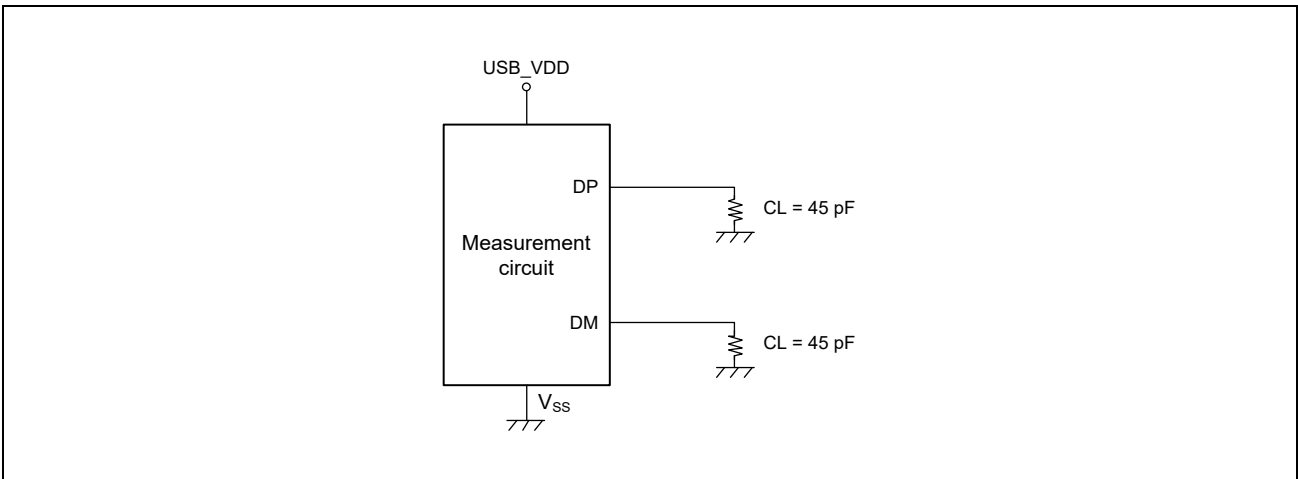 USB_VDD
DP
CL = 45 pF
Measurement
circuit
DM
CL = 45 pF
VSS